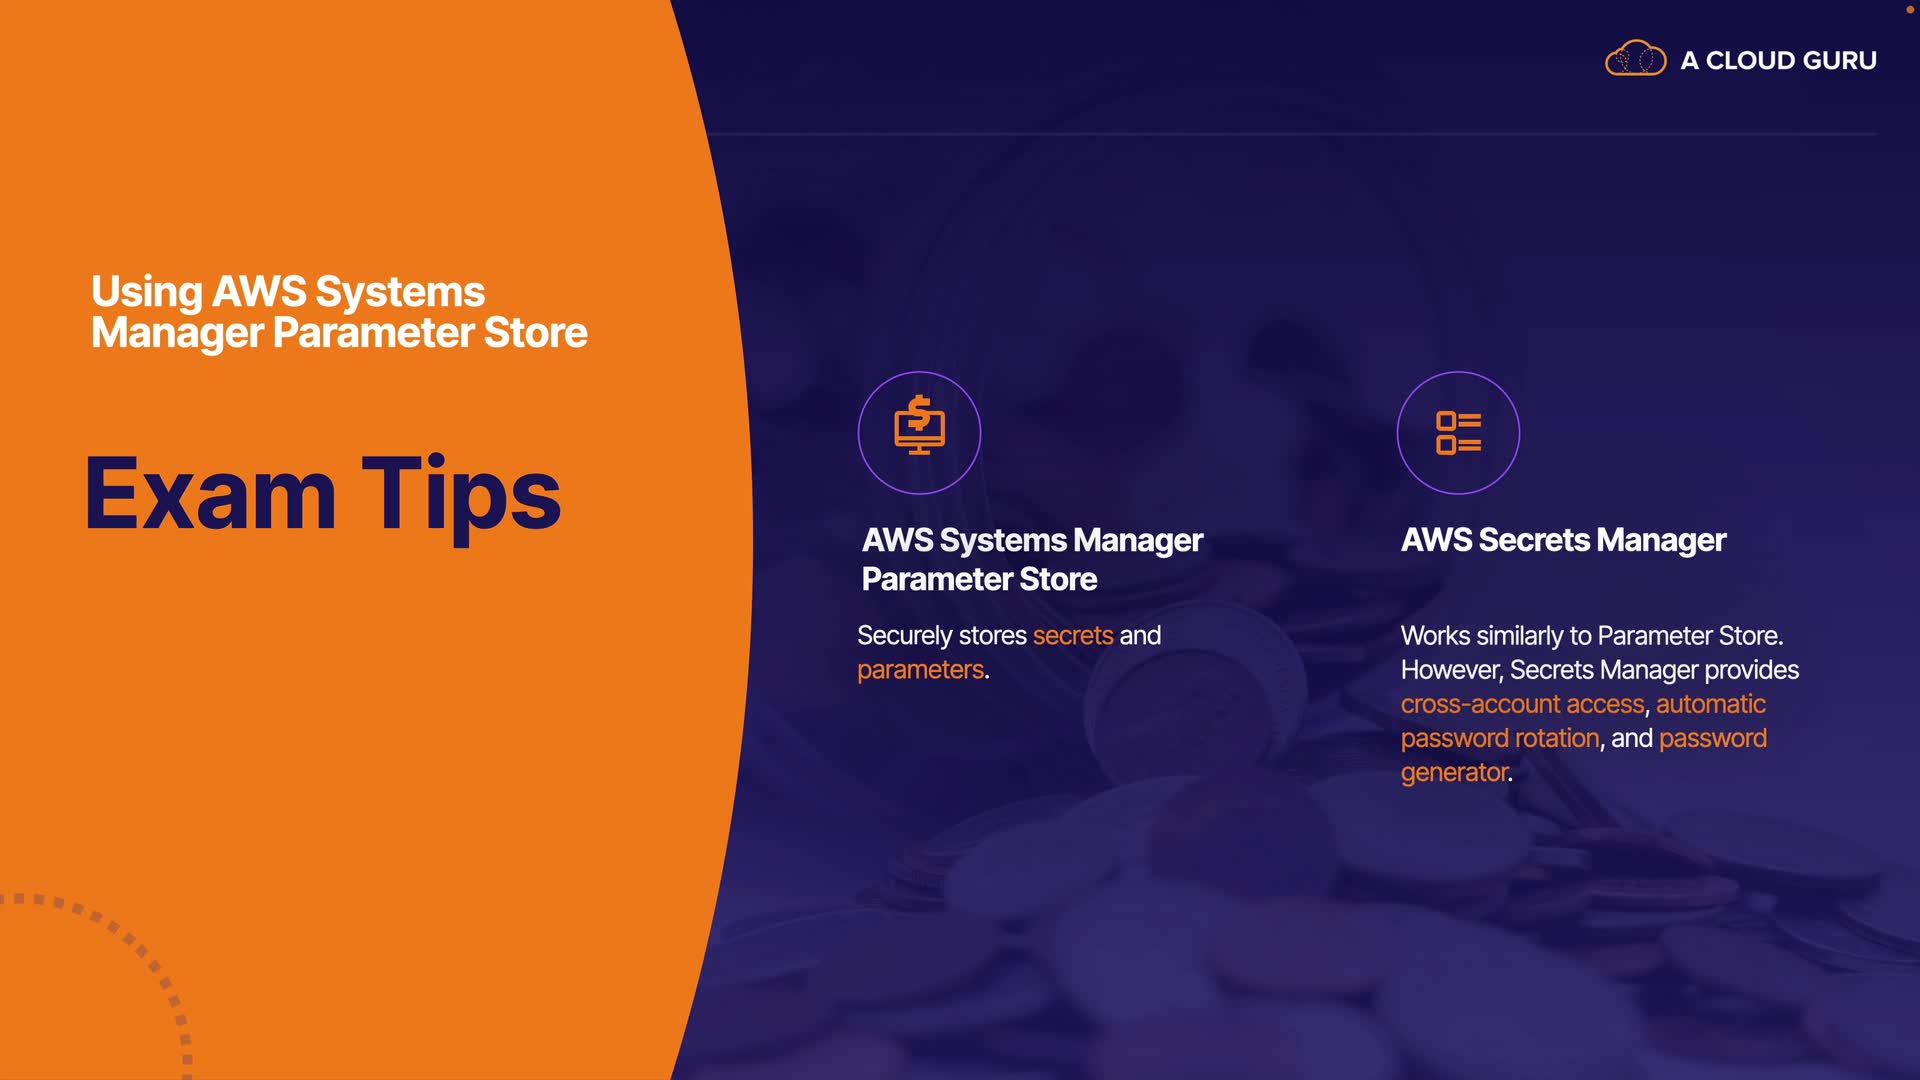 A CLOUD GURU
Using AWS Systems
Manager Parameter Store
Exam Tips
AWS Systems Manager
Parameter Store
Securely stores secrets and
parameters.
AWS Secrets Manager
Works similarly to Parameter Store.
However, Secrets Manager provides
cross-account access, automatic
password rotation, and password
generator.